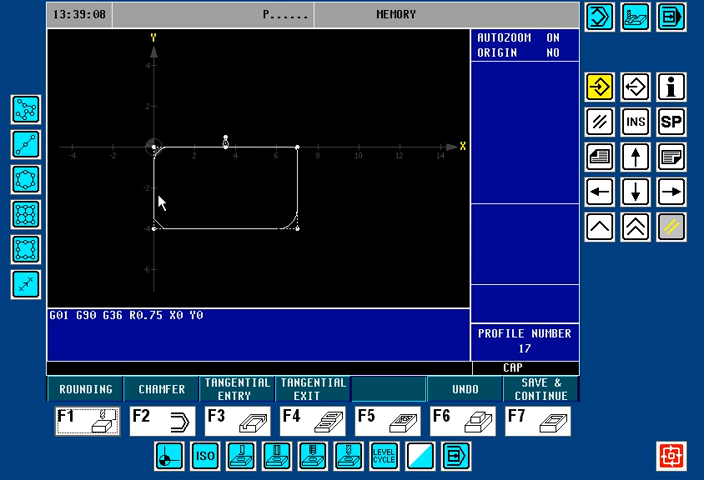 13:39:08 P...... MEMORY
AUTOZOOM ON
ORIGIN NO
Y
4
2
-4 -2 2 4 6 8 10 12 14 X
-2
-4
-6
INS SP
G01 G90 G36 R0.75 X0 Y0
PROFILE NUMBER
17
CAP
ROUNDING CHAMFER TANGENTIAL ENTRY TANGENTIAL EXIT UNDO SAVE & CONTINUE
F1 F2 F3 F4 F5 F6 F7
ISO LEVEL CYCLE